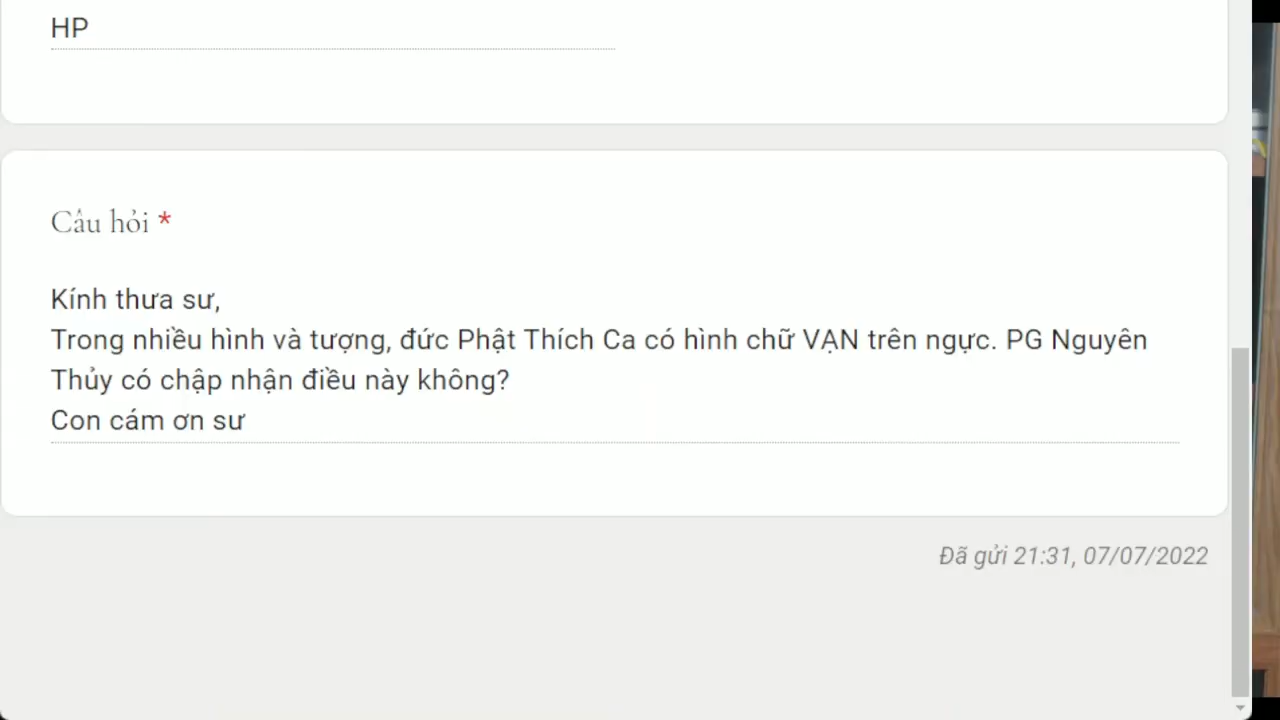 HP
Câu hỏi *
Kính thưa sư,
Trong nhiều hình và tượng, đức Phật Thích Ca có hình chữ VẠN trên ngực. PG Nguyên
Thủy có chập nhận điều này không?
Con cám ơn sư
Đã gửi 21:31, 07/07/2022